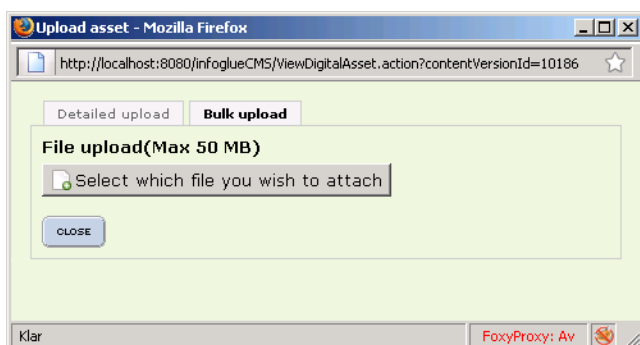 Upload asset - Mozilla Firefox
http://localhost:8080/infoglueCMS/ViewDigitalAsset.action?contentVersionId=10186
Detailed upload Bulk upload
File upload(Max 50 MB)
Select which file you wish to attach
CLOSE
Klar FoxyProxy: Av